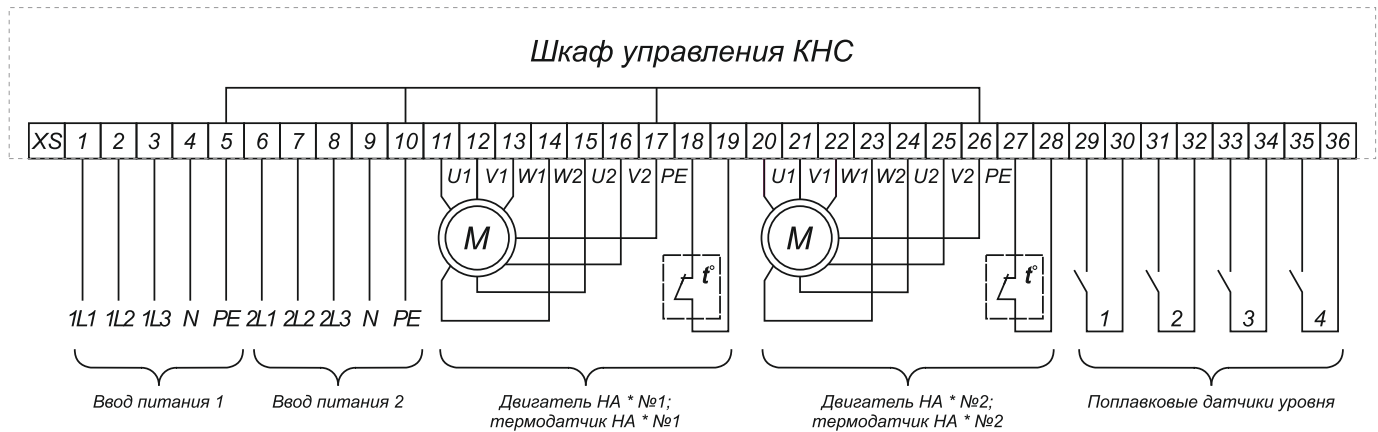 Шкаф управления КНС
XS 1 2 3 4 5 6 7 8 9 10 11 12 13 14 15 16 17 18 19 20 21 22 23 24 25 26 27 28 29 30 31 32 33 34 35 36
U1 V1 W1 W2 U2 V2 PE U1 V1 W1 W2 U2 V2 PE
M M
t° t°
1L1 1L2 1L3 N PE 2L1 2L2 2L3 N PE 1 2 3 4
Ввод питания 1
Ввод питания 2
Двигатель НА * №1;
термодатчик НА * №1
Двигатель НА * №2;
термодатчик НА * №2
Поплавковые датчики уровня